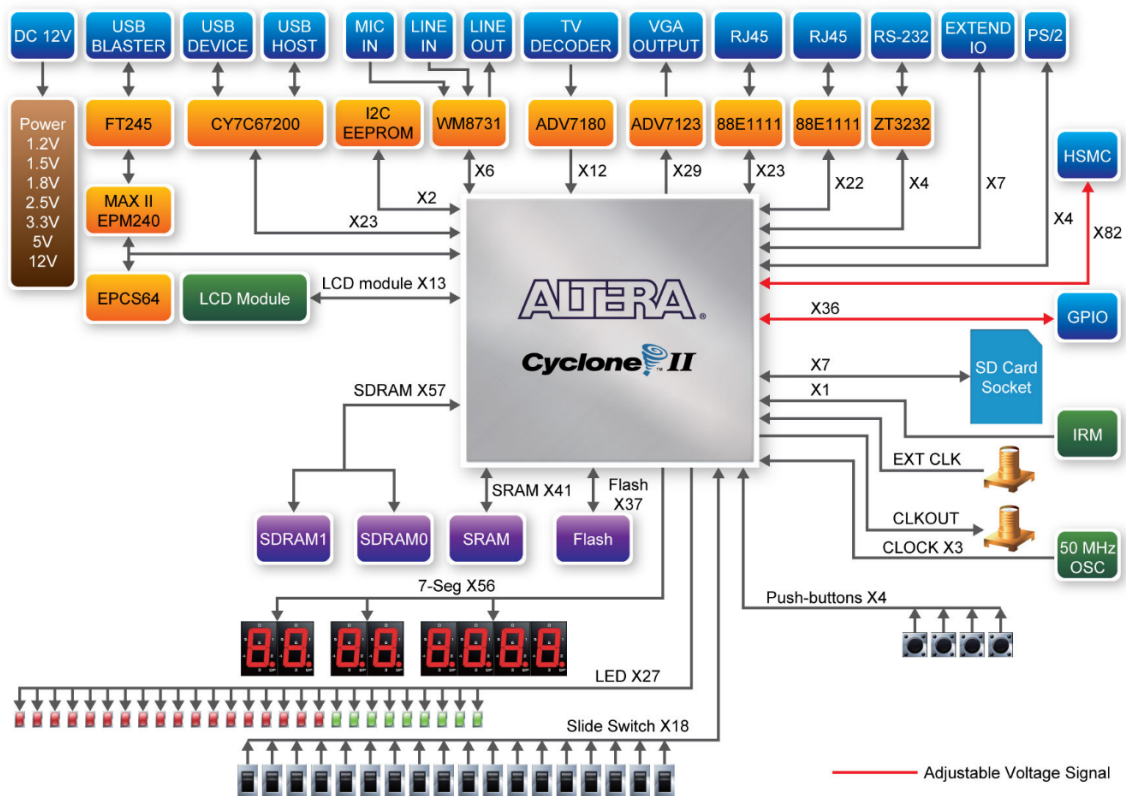 DC 12V
USB
BLASTER
USB
DEVICE
USB
HOST
MIC
IN
LINE
IN
LINE
OUT
TV
DECODER
VGA
OUTPUT
RJ45
RJ45
RS-232
EXTEND
IO
PS/2
Power
1.2V
1.5V
1.8V
2.5V
3.3V
5V
12V
FT245
CY7C67200
I2C
EEPROM
WM8731
ADV7180
ADV7123
88E1111
88E1111
ZT3232
HSMC
X6
X12
X29
X23
X22
X4
X7
X4
X82
MAX II
EPM240
X2
X23
EPCS64
LCD Module
LCD module X13
ALTERA®
Cyclone™ II
X36
GPIO
X7
SD Card
Socket
X1
IRM
SDRAM X57
EXT CLK
SRAM X41
Flash
X37
SDRAM1
SDRAM0
SRAM
Flash
CLKOUT
CLOCK X3
50 MHz
OSC
7-Seg X56
Push-buttons X4
LED X27
Slide Switch X18
Adjustable Voltage Signal